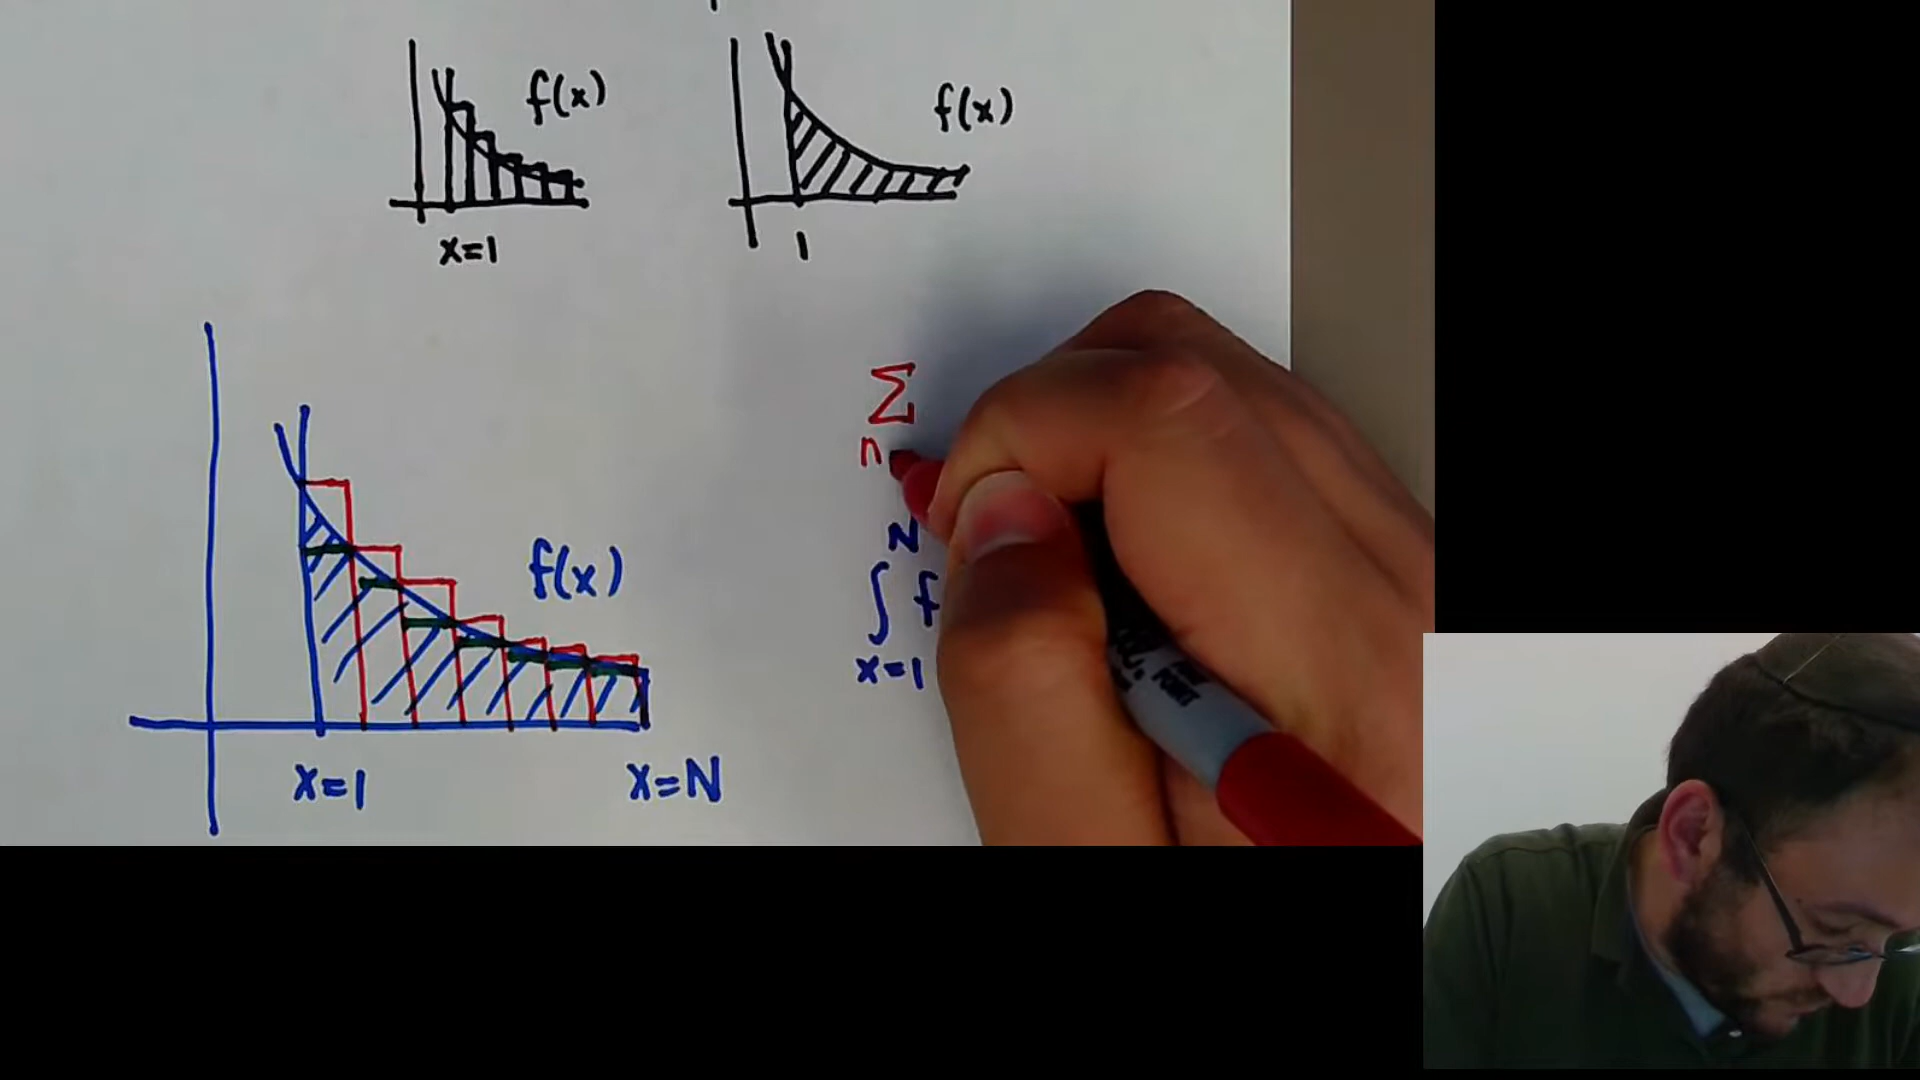 f(x)
f(x)
x=1
1
Σ
n
N
∫ f
x=1
f(x)
x=1
x=N